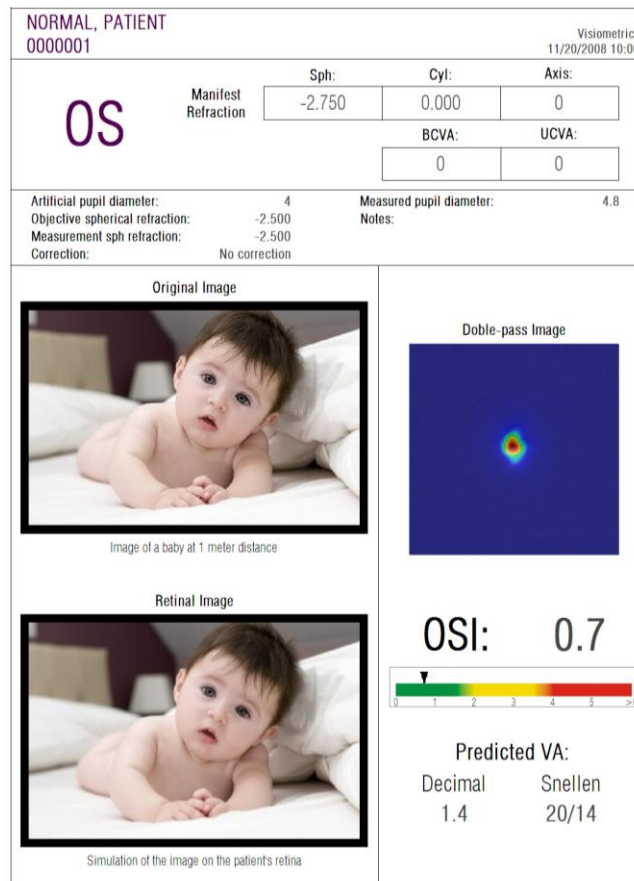 NORMAL, PATIENT
0000001
Visiometric
11/20/2008 10:0
OS
Manifest
Refraction
Sph: Cyl: Axis:
-2.750 0.000 0
BCVA: UCVA:
0 0
Artificial pupil diameter: 4 Measured pupil diameter: 4.8
Objective spherical refraction: -2.500 Notes:
Measurement sph refraction: -2.500
Correction: No correction
Original Image
Image of a baby at 1 meter distance
Retinal Image
Simulation of the image on the patient's retina
Doble-pass Image
OSI: 0.7
0 1 2 3 4 5 >
Predicted VA:
Decimal Snellen
1.4 20/14